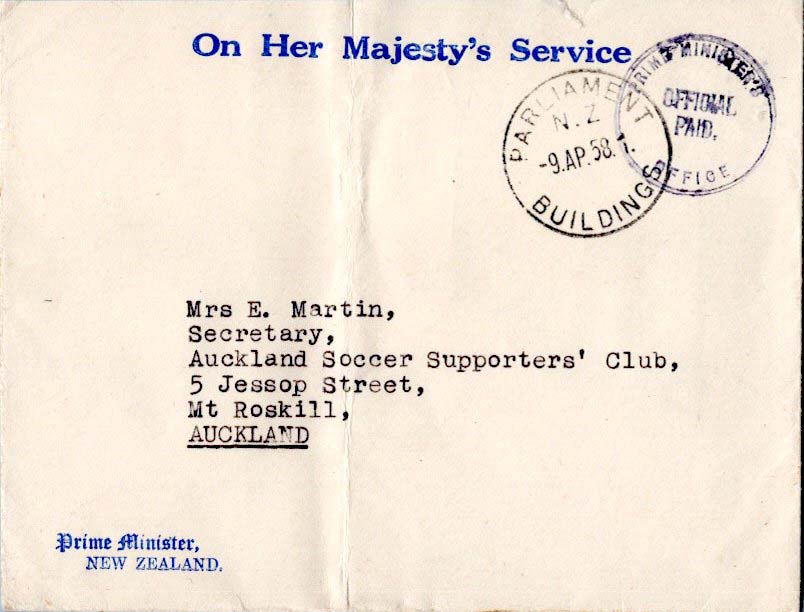 On Her Majesty's Service
PRIME MINISTER'S
OFFICIAL
PAID.
OFFICE
PARLIAMENT
N.Z
-9.AP.58.1.
BUILDINGS
Mrs E. Martin,
Secretary,
Auckland Soccer Supporters' Club,
5 Jessop Street,
Mt Roskill,
AUCKLAND
Prime Minister,
NEW ZEALAND.